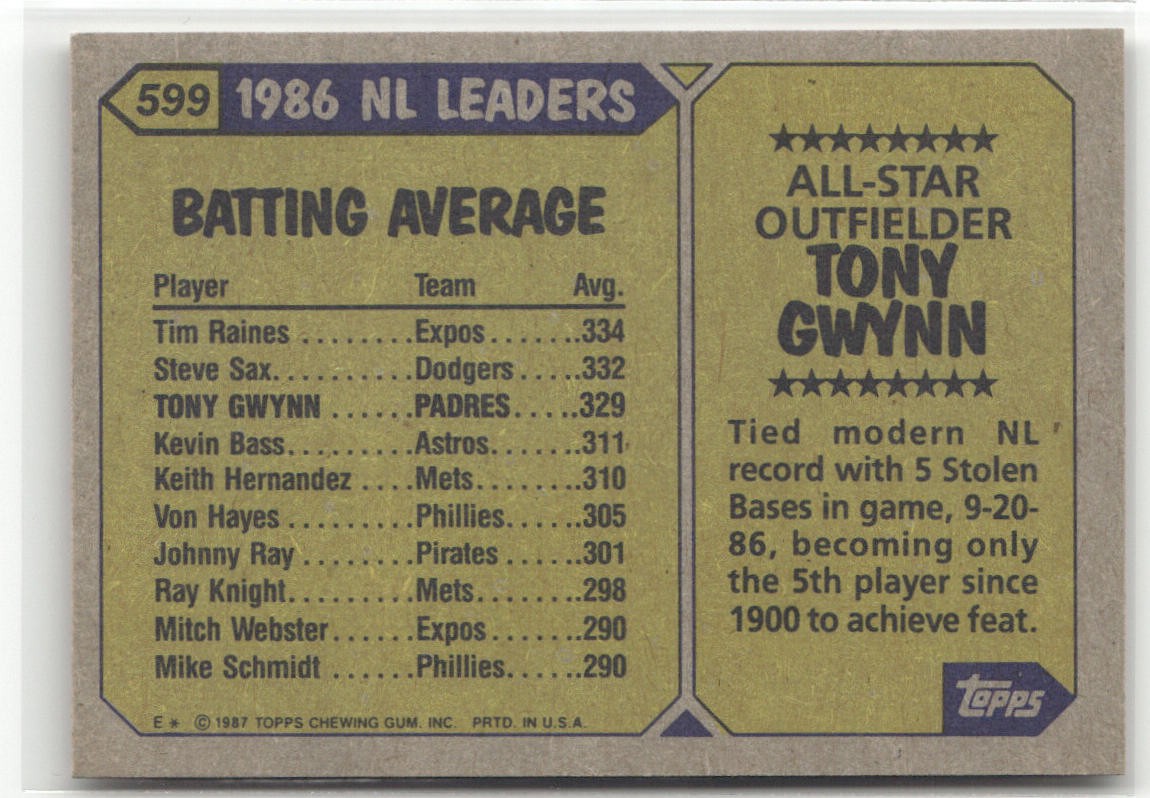 599 1986 NL LEADERS
BATTING AVERAGE
Player Team Avg.
Tim Raines ........Expos.......334
Steve Sax..........Dodgers.....332
TONY GWYNN ......PADRES.....329
Kevin Bass.........Astros.......311
Keith Hernandez ....Mets........310
Von Hayes .........Phillies......305
Johnny Ray ........Pirates......301
Ray Knight.........Mets........298
Mitch Webster......Expos.......290
Mike Schmidt ......Phillies......290
E * © 1987 TOPPS CHEWING GUM. INC. PRTD. IN U.S.A.
ALL-STAR
OUTFIELDER
TONY
GWYNN
Tied modern NL
record with 5 Stolen
Bases in game, 9-20-
86, becoming only
the 5th player since
1900 to achieve feat.
topps